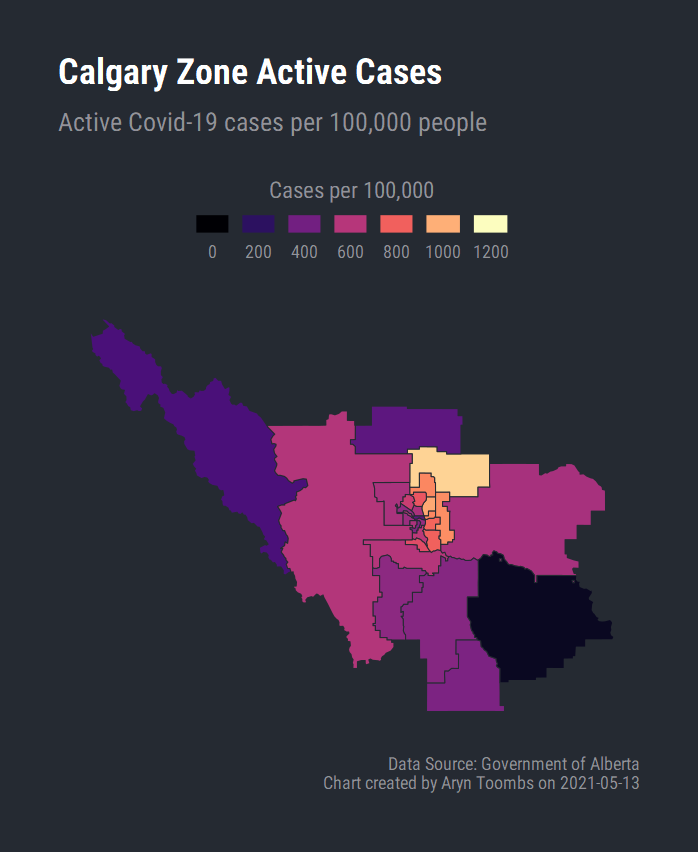 Calgary Zone Active Cases
Active Covid-19 cases per 100,000 people
Cases per 100,000
0 200 400 600 800 1000 1200
Data Source: Government of Alberta
Chart created by Aryn Toombs on 2021-05-13